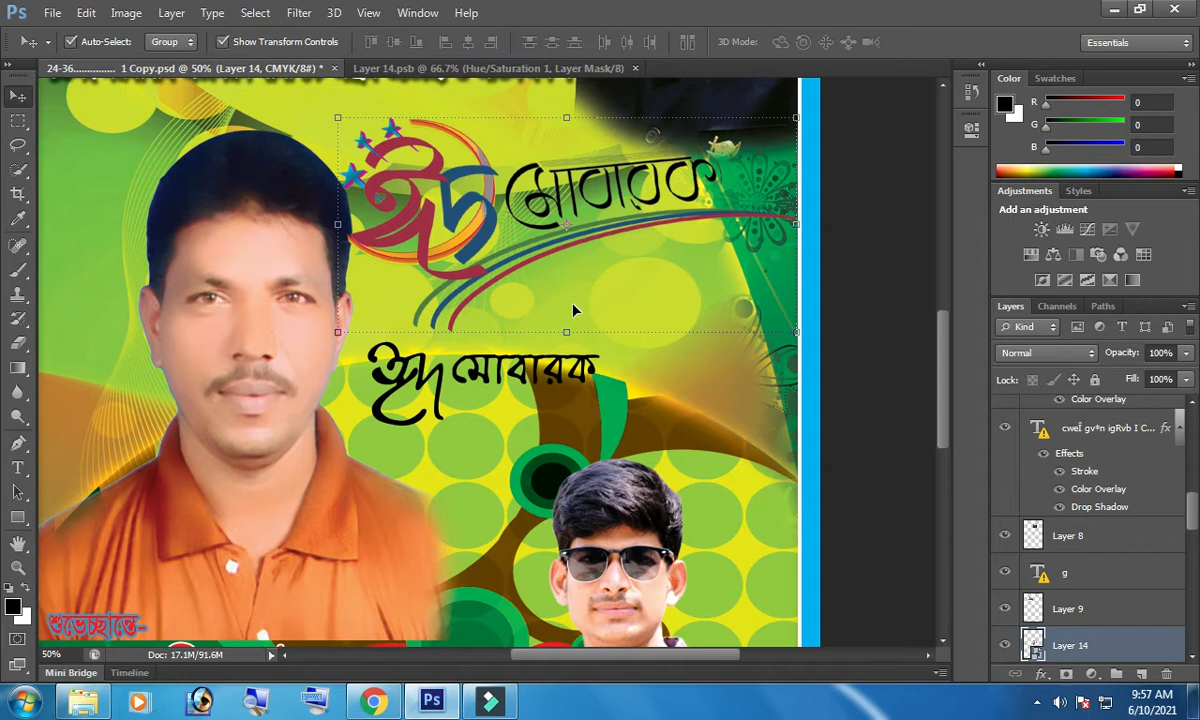 Ps File Edit Image Layer Type Select Filter 3D View Window Help
Auto-Select: Group Show Transform Controls 3D Mode: Essentials
24-36............... 1 Copy.psd @ 50% (Layer 14, CMYK/8#) * × Layer 14.psb @ 66.7% (Hue/Saturation 1, Layer Mask/8) ×
Color Swatches
R 0
G 0
B 0
Adjustments Styles
Add an adjustment
ঈদ মোবারক
ঈদ মোবারক
শুভেচ্ছান্তে-
Layers Channels Paths
Kind
Normal Opacity: 100%
Lock: Fill: 100%
Color Overlay
cweÎ gv*n igRvb I C... fx
Effects
Stroke
Color Overlay
Drop Shadow
Layer 8
g
Layer 9
Layer 14
50% Doc: 17.1M/91.6M
Mini Bridge Timeline
fx
Ps
9:57 AM
6/10/2021